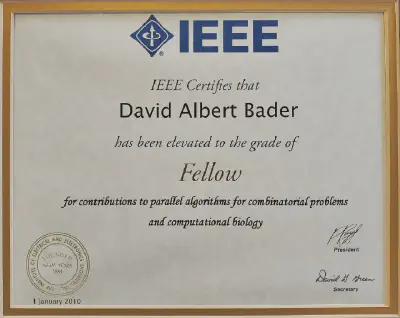 IEEE
IEEE Certifies that
David Albert Bader
has been elevated to the grade of
Fellow
for contributions to parallel algorithms for combinatorial problems
and computational biology
President
Secretary
1 January 2010